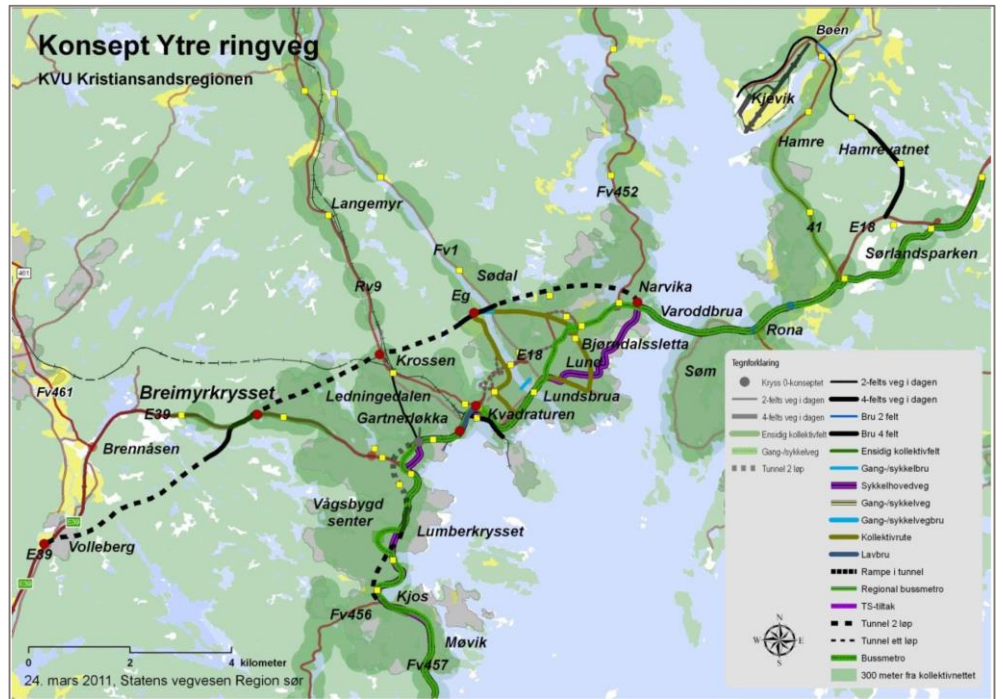 Konsept Ytre ringveg
KVU Kristiansandsregionen
Bøen
Kjevik
Hamre
Hamrevatnet
Fv452
Langemyr
41
E18
Sørlandsparken
461
Fv1
Sødal
Rv9
Eg
Narvika
Varoddbrua
Rona
Bjørndalssletta
Krossen
E18
Lund
Søm
Breimyrkrysset
Ledningedalen
Lundsbrua
Fv461
E39
Gartnerløkka
Kvadraturen
Brennåsen
Vågsbygd
senter
Lumberkrysset
Volleberg
E39
Kjos
Fv456
Møvik
Fv457
0 2 4
kilometer
24. mars 2011, Statens vegvesen Region sør
N
W E
S
Tegnforklaring
Kryss 0-konseptet
2-felts veg i dagen
4-felts veg i dagen
Ensidig kollektivfelt
Gang-/sykkelveg
Tunnel 2 løp
2-felts veg i dagen
4-felts veg i dagen
Bru 2 felt
Bru 4 felt
Ensidig kollektivfelt
Gang-/sykkelbru
Sykkelhovedveg
Gang-/sykkelveg
Gang-/sykkelvegbru
Kollektivrute
Lavbru
Rampe i tunnel
Regional bussmetro
TS-tiltak
Tunnel 2 løp
Tunnel ett løp
Bussmetro
300 meter fra kollektivnettet